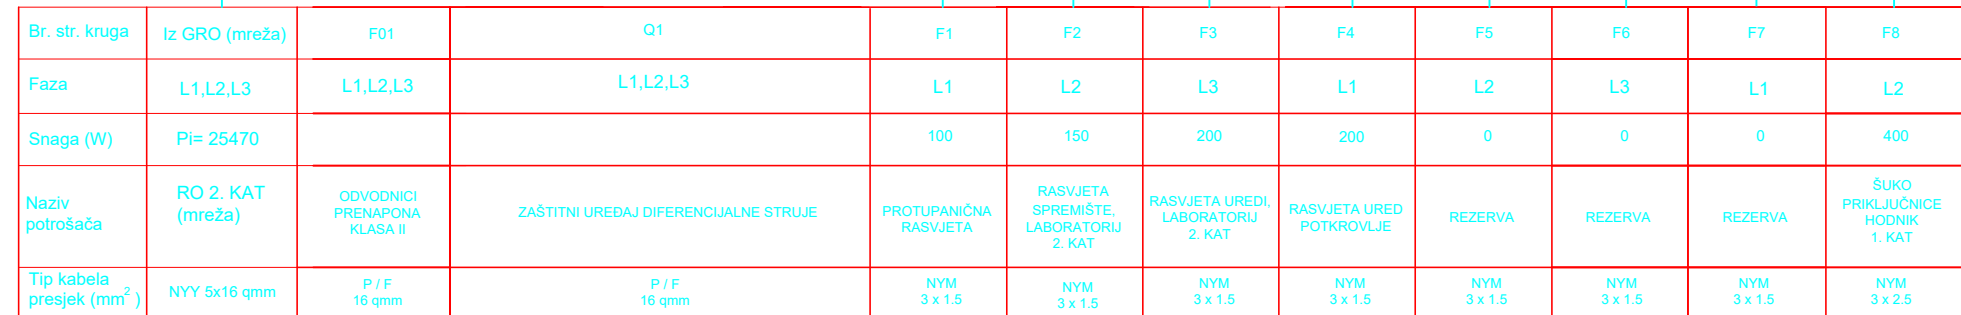 Br. str. kruga Iz GRO (mreža) F01 Q1 F1 F2 F3 F4 F5 F6 F7 F8
Faza L1,L2,L3 L1,L2,L3 L1,L2,L3 L1 L2 L3 L1 L2 L3 L1 L2
Snaga (W) Pi= 25470 100 150 200 200 0 0 0 400
Naziv
potrošača
RO 2. KAT
(mreža)
ODVODNICI
PRENAPONA
KLASA II
ZAŠTITNI UREĐAJ DIFERENCIJALNE STRUJE
PROTUPANIČNA
RASVJETA
RASVJETA
SPREMIŠTE,
LABORATORIJ
2. KAT
RASVJETA UREDI,
LABORATORIJ
2. KAT
RASVJETA URED
POTKROVLJE
REZERVA
REZERVA
REZERVA
ŠUKO
PRIKLJUČNICE
HODNIK
1. KAT
Tip kabela
presjek (mm²)
NYY 5x16 qmm
P / F
16 qmm
P / F
16 qmm
NYM
3 x 1.5
NYM
3 x 1.5
NYM
3 x 1.5
NYM
3 x 1.5
NYM
3 x 1.5
NYM
3 x 1.5
NYM
3 x 1.5
NYM
3 x 2.5